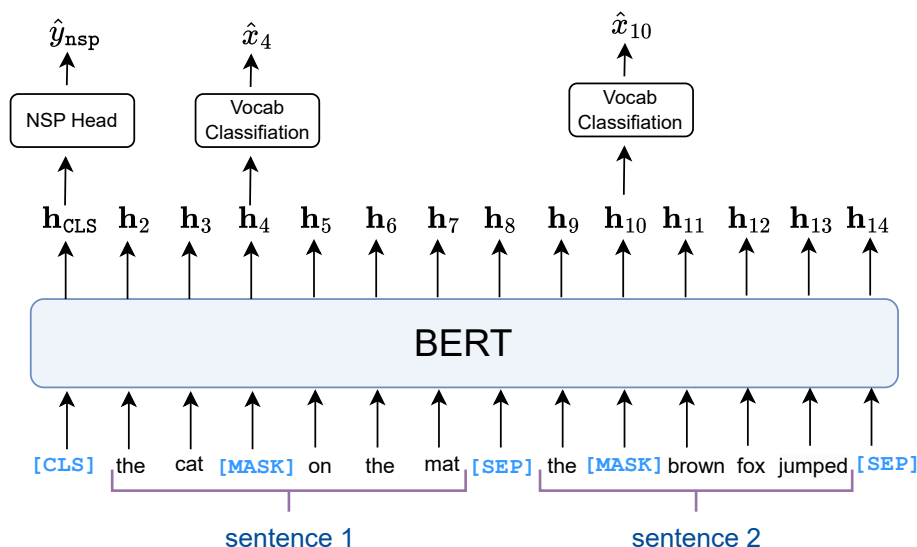 ŷnsp x̂4 x̂10
NSP Head
Vocab
Classifiation
Vocab
Classifiation
hCLS h2 h3 h4 h5 h6 h7 h8 h9 h10 h11 h12 h13 h14
BERT
[CLS] the cat [MASK] on the mat [SEP] the [MASK] brown fox jumped [SEP]
sentence 1 sentence 2